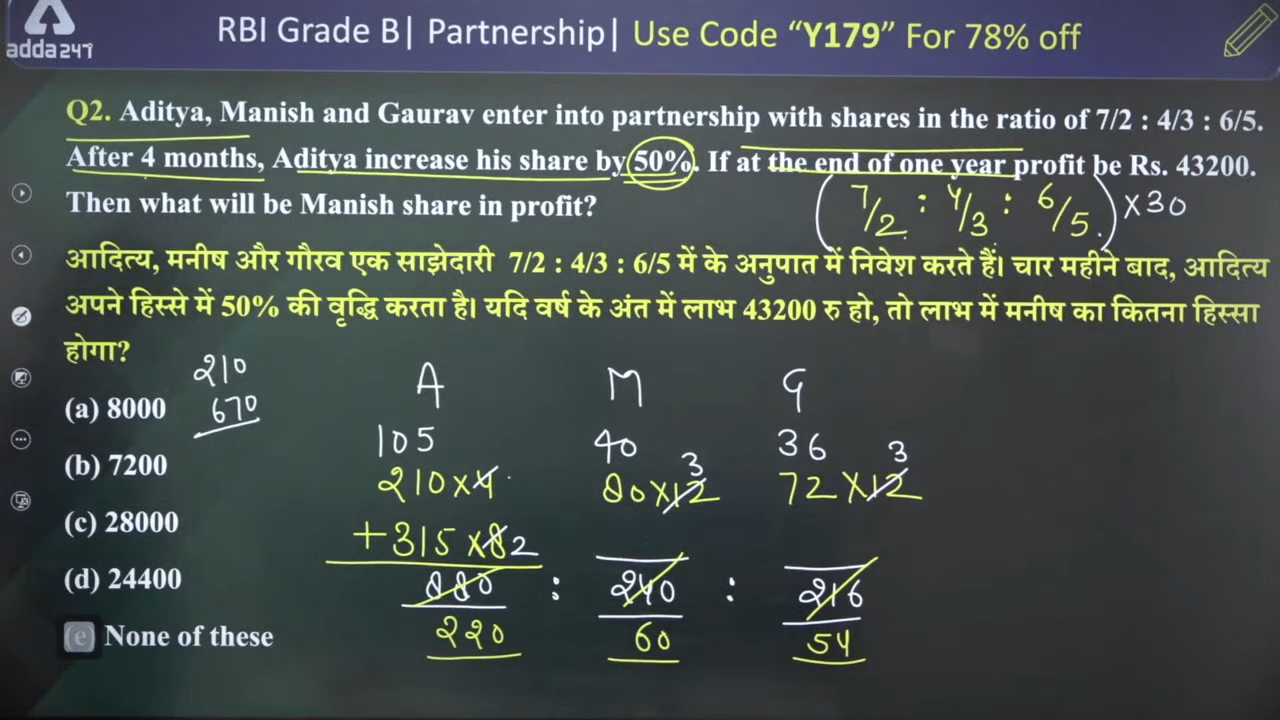 adda247
RBI Grade B| Partnership| Use Code “Y179” For 78% off
Q2. Aditya, Manish and Gaurav enter into partnership with shares in the ratio of 7/2 : 4/3 : 6/5.
After 4 months, Aditya increase his share by 50%. If at the end of one year profit be Rs. 43200.
Then what will be Manish share in profit?
(7/2 : 4/3 : 6/5.) ×30
आदित्य, मनीष और गौरव एक साझेदारी 7/2 : 4/3 : 6/5 में के अनुपात में निवेश करते हैं। चार महीने बाद, आदित्य
अपने हिस्से में 50% की वृद्धि करता है। यदि वर्ष के अंत में लाभ 43200 रु हो, तो लाभ में मनीष का कितना हिस्सा
होगा?
210
670
(a) 8000
(b) 7200
(c) 28000
(d) 24400
(e) None of these
A M G
105 40 36
3 3
210×4 80×12 72×12
+315×8 2
880 : 240 : 216
220 60 54